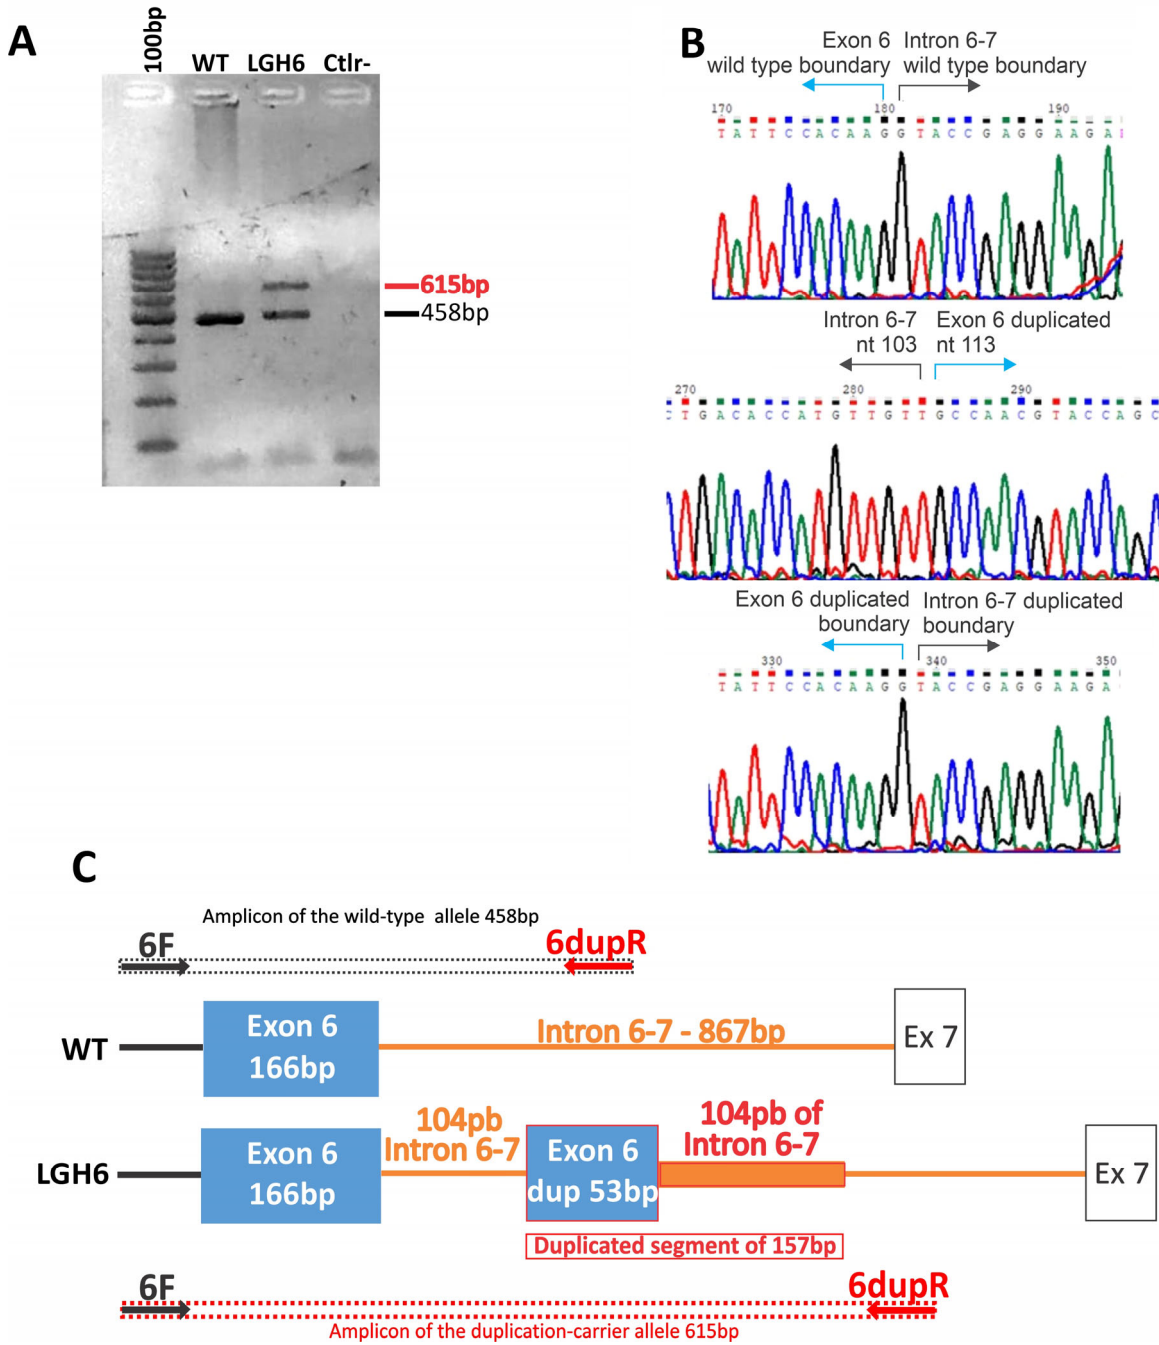 A
100bp
WT
LGH6
Ctlr-
615bp
458bp
B
Exon 6
wild type boundary
Intron 6-7
wild type boundary
170
180
190
T A T T C C A C A A G G T A C C G A G G A A G A
Intron 6-7
nt 103
Exon 6 duplicated
nt 113
270
280
290
C T G A C A C C A T G T T G T T G C C A A C G T A C C A G C
Exon 6 duplicated
boundary
Intron 6-7 duplicated
boundary
330
340
350
T A T T C C A C A A G G T A C C G A G G A A G A
C
Amplicon of the wild-type allele 458bp
6F
6dupR
WT
Exon 6
166bp
Intron 6-7 - 867bp
Ex 7
LGH6
Exon 6
166bp
104pb
Intron 6-7
Exon 6
dup 53bp
104pb of
Intron 6-7
Ex 7
Duplicated segment of 157bp
6F
6dupR
Amplicon of the duplication-carrier allele 615bp